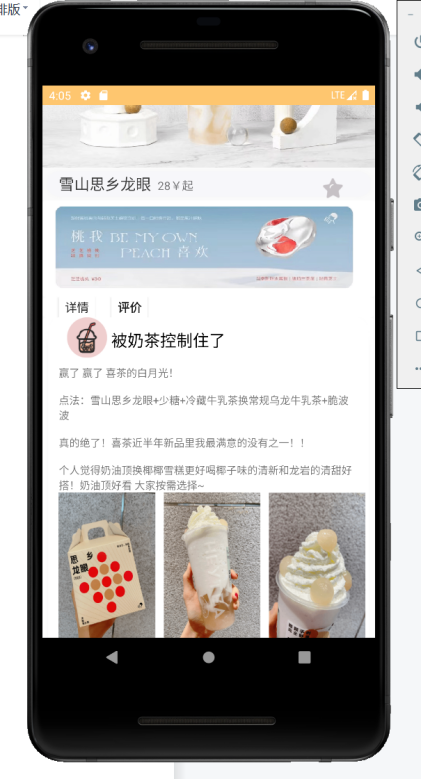 排版
4:05
LTE
雪山思乡龙眼 28￥起
桃我 BE MY OWN
PEACH 喜欢
详情 评价
被奶茶控制住了
赢了 赢了 喜茶的白月光！
点法：雪山思乡龙眼+少糖+冷藏牛乳茶换常规乌龙牛乳茶+脆波
波
真的绝了！喜茶近半年新品里我最满意的没有之一！！
个人觉得奶油顶换椰椰雪糕更好喝椰子味的清新和龙岩的清甜好
搭！奶油顶好看 大家按需选择~
思乡
龙眼